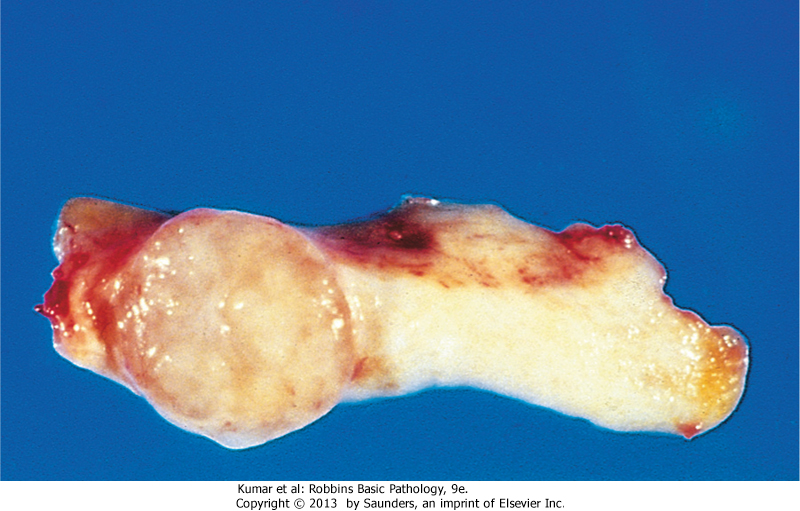 Kumar et al: Robbins Basic Pathology, 9e.
Copyright © 2013 by Saunders, an imprint of Elsevier Inc.